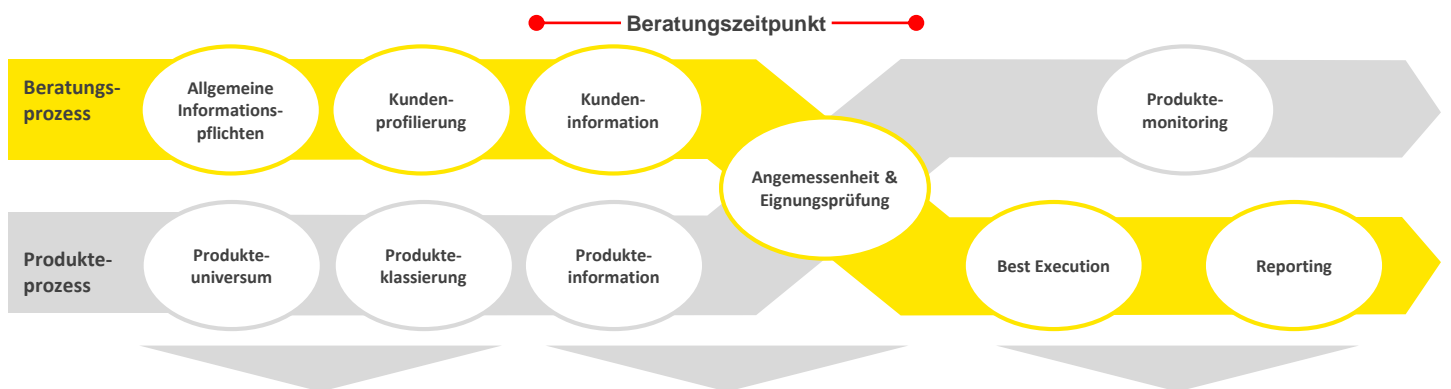 Beratungszeitpunkt
Beratungs-
prozess
Allgemeine
Informations-
pflichten
Kunden-
profilierung
Kunden-
information
Produkte-
monitoring
Angemessenheit &
Eignungsprüfung
Produkte-
prozess
Produkte-
universum
Produkte-
klassierung
Produkte-
information
Best Execution
Reporting